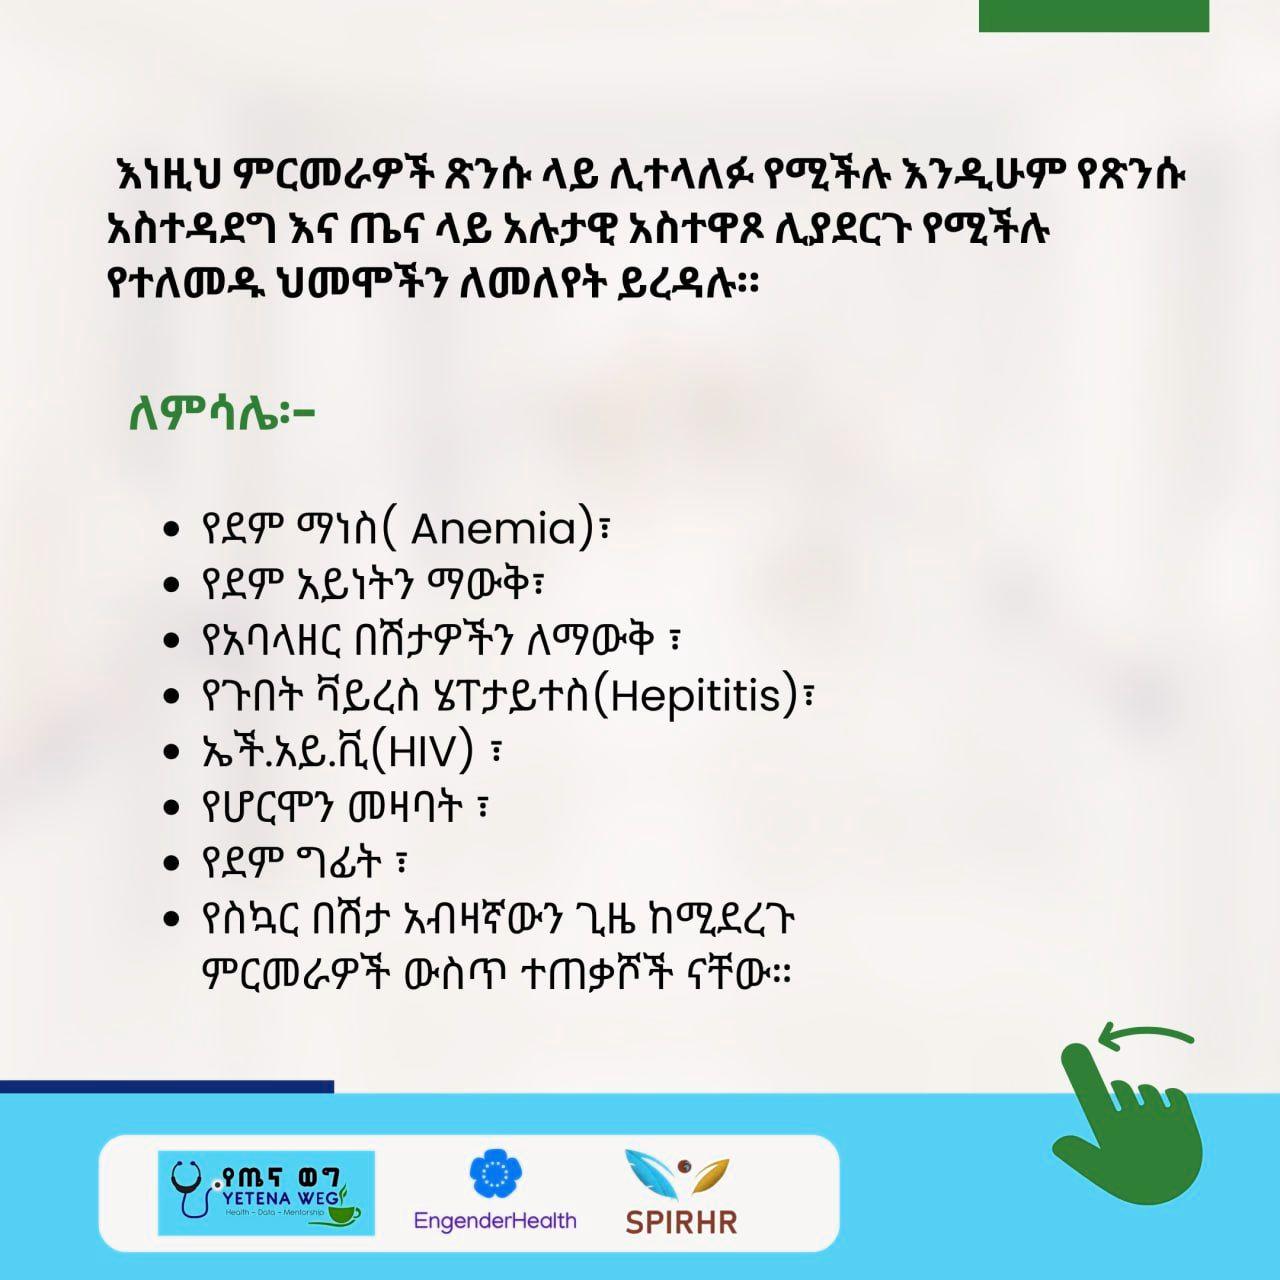 እነዚህ ምርመራዎች ጽንሱ ላይ ሊተላለፉ የሚችሉ እንዲሁም የጽንሱ
አስተዳደግ እና ጤና ላይ አሉታዊ አስተዋጾ ሊያደርጉ የሚችሉ
የተለመዱ ህመሞችን ለመለየት ይረዳሉ።
ለምሳሌ፡-
• የደም ማነስ( Anemia)፣
• የደም አይነትን ማውቅ፣
• የአባላዘር በሽታዎችን ለማውቅ ፣
• የጉበት ቫይረስ ሄፐታይተስ(Hepititis)፣
• ኤች.አይ.ቪ(HIV) ፣
• የሆርሞን መዛባት ፣
• የደም ግፊት ፣
• የስኳር በሽታ አብዛኛውን ጊዜ ከሚደረጉ
ምርመራዎች ውስጥ ተጠቃሾች ናቸው።
የጤና ወግ
YETENA WEG
Health - Data - Mentorship
EngenderHealth
SPIRHR